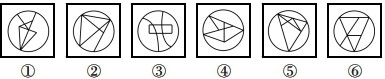 ① ② ③ ④ ⑤ ⑥